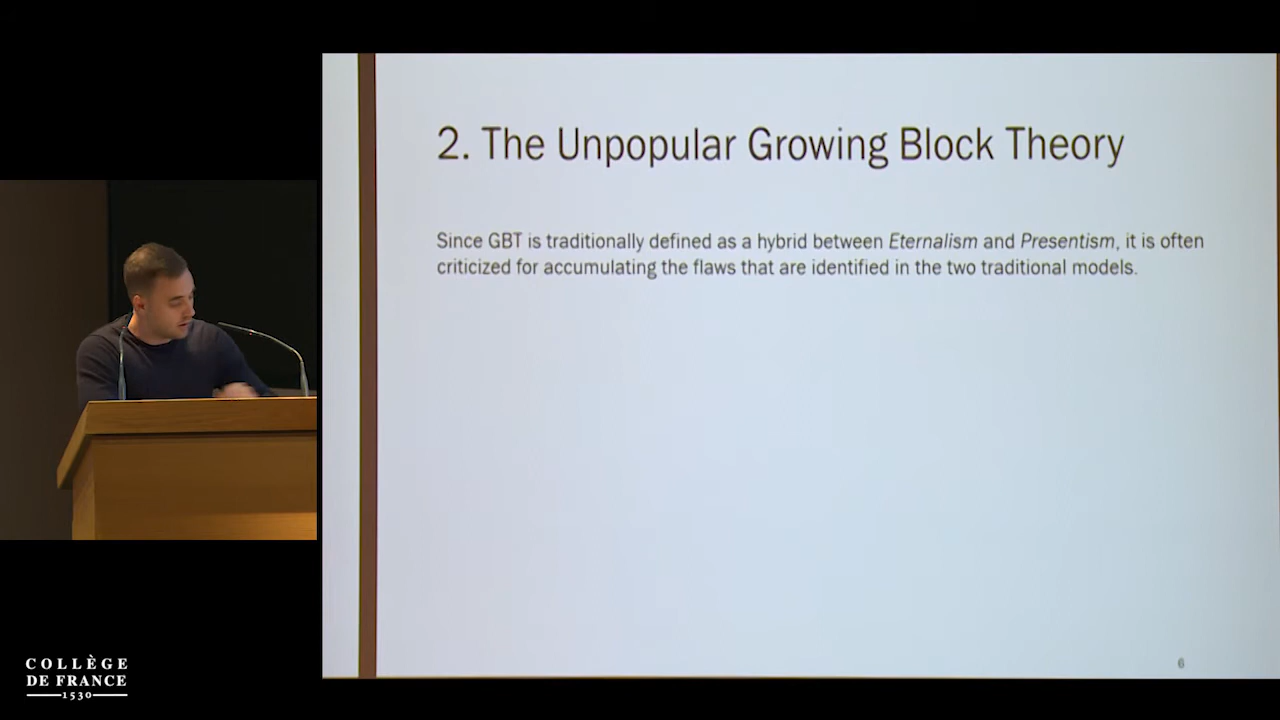 2. The Unpopular Growing Block Theory
Since GBT is traditionally defined as a hybrid between Eternalism and Presentism, it is often
criticized for accumulating the flaws that are identified in the two traditional models.
6
COLLÈGE
DE FRANCE
1530